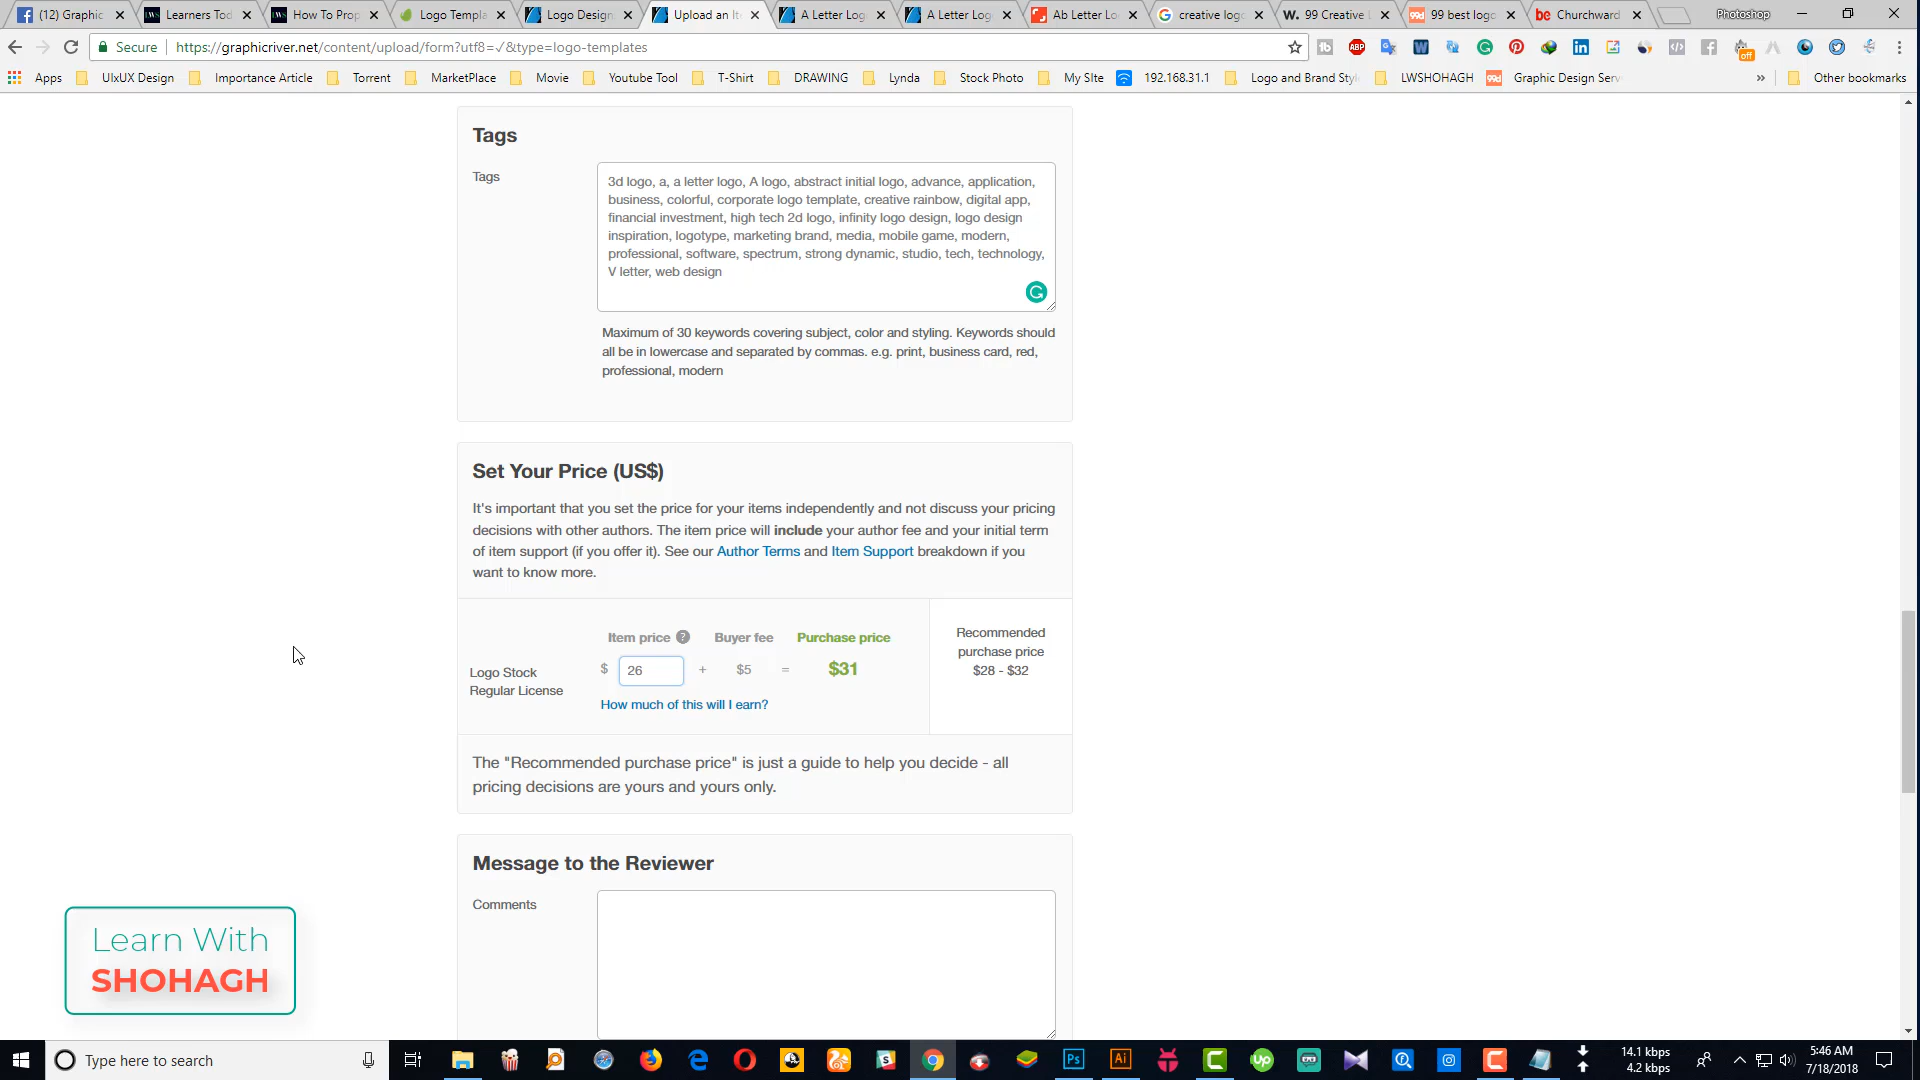 (12) Graphic
Learners Tod
How To Prop
Logo Templa
Logo Design
Upload an It
A Letter Log
A Letter Log
Ab Letter Lo
creative logo
99 Creative L
99 best logo
Churchward
Photoshop
Secure
https://graphicriver.net/content/upload/form?utf8=✓&type=logo-templates
Apps
UIxUX Design
Importance Article
Torrent
MarketPlace
Movie
Youtube Tool
T-Shirt
DRAWING
Lynda
Stock Photo
My SIte
192.168.31.1
Logo and Brand Style
LWSHOHAGH
Graphic Design Serv
»
Other bookmarks
Tags
Tags
3d logo, a, a letter logo, A logo, abstract initial logo, advance, application,
business, colorful, corporate logo template, creative rainbow, digital app,
financial investment, high tech 2d logo, infinity logo design, logo design
inspiration, logotype, marketing brand, media, mobile game, modern,
professional, software, spectrum, strong dynamic, studio, tech, technology,
V letter, web design
Maximum of 30 keywords covering subject, color and styling. Keywords should
all be in lowercase and separated by commas. e.g. print, business card, red,
professional, modern
Set Your Price (US$)
It's important that you set the price for your items independently and not discuss your pricing
decisions with other authors. The item price will include your author fee and your initial term
of item support (if you offer it). See our Author Terms and Item Support breakdown if you
want to know more.
Item price ? Buyer fee Purchase price
Logo Stock
Regular License
$ 26 + $5 = $31
How much of this will I earn?
Recommended
purchase price
$28 - $32
The "Recommended purchase price" is just a guide to help you decide - all
pricing decisions are yours and yours only.
Message to the Reviewer
Comments
Learn With
SHOHAGH
Type here to search
14.1 kbps
4.2 kbps
5:46 AM
7/18/2018